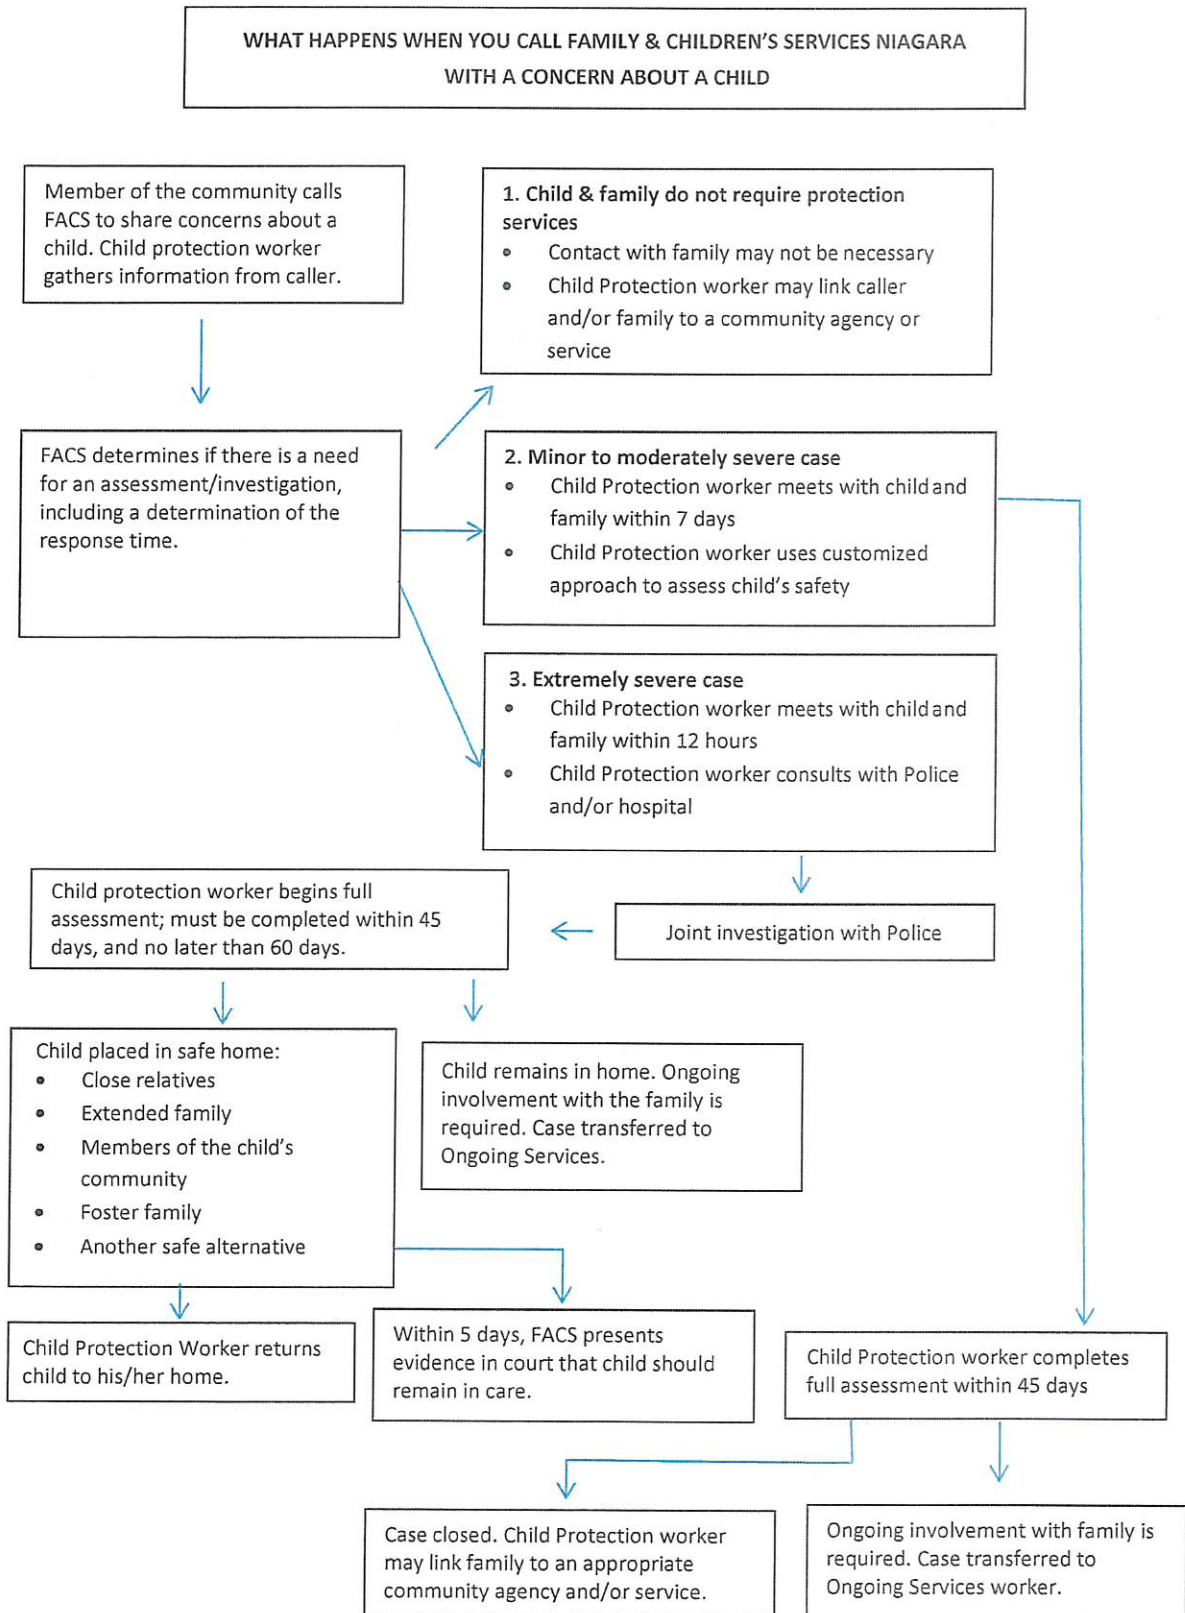 WHAT HAPPENS WHEN YOU CALL FAMILY & CHILDREN'S SERVICES NIAGARA
WITH A CONCERN ABOUT A CHILD
Member of the community calls
FACS to share concerns about a
child. Child protection worker
gathers information from caller.
1. Child & family do not require protection
services
• Contact with family may not be necessary
• Child Protection worker may link caller
and/or family to a community agency or
service
FACS determines if there is a need
for an assessment/investigation,
including a determination of the
response time.
2. Minor to moderately severe case
• Child Protection worker meets with child and
family within 7 days
• Child Protection worker uses customized
approach to assess child's safety
3. Extremely severe case
• Child Protection worker meets with child and
family within 12 hours
• Child Protection worker consults with Police
and/or hospital
Child protection worker begins full
assessment; must be completed within 45
days, and no later than 60 days.
Joint investigation with Police
Child placed in safe home:
• Close relatives
• Extended family
• Members of the child's
community
• Foster family
• Another safe alternative
Child remains in home. Ongoing
involvement with the family is
required. Case transferred to
Ongoing Services.
Child Protection Worker returns
child to his/her home.
Within 5 days, FACS presents
evidence in court that child should
remain in care.
Child Protection worker completes
full assessment within 45 days
Case closed. Child Protection worker
may link family to an appropriate
community agency and/or service.
Ongoing involvement with family is
required. Case transferred to
Ongoing Services worker.